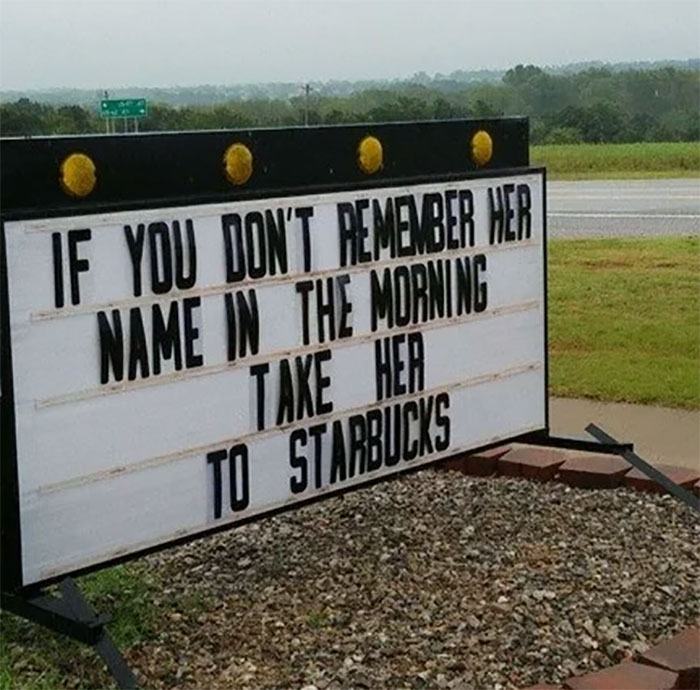 IF YOU DON'T REMEMBER HER
NAME IN THE MORNING
TAKE HER
TO STARBUCKS